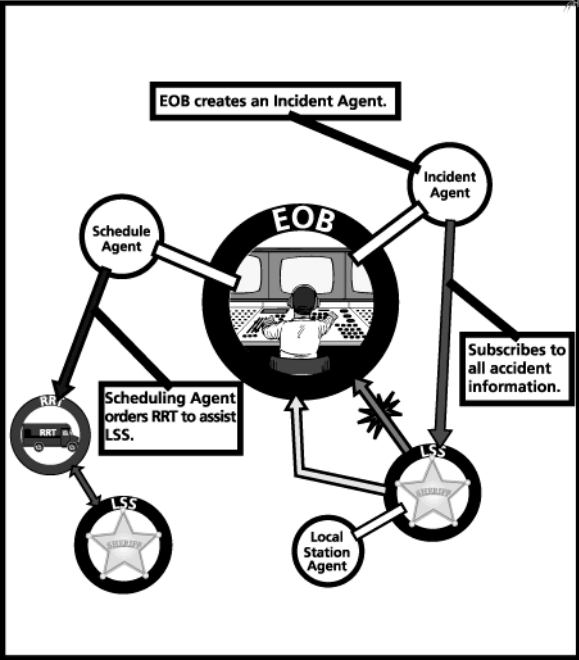 EOB creates an Incident Agent.
Incident
Agent
EOB
Schedule
Agent
Subscribes to
all accident
information.
Scheduling Agent
orders RRT to assist
LSS.
RRT
RRT
LSS
SHERIFF
LSS
SHERIFF
Local
Station
Agent